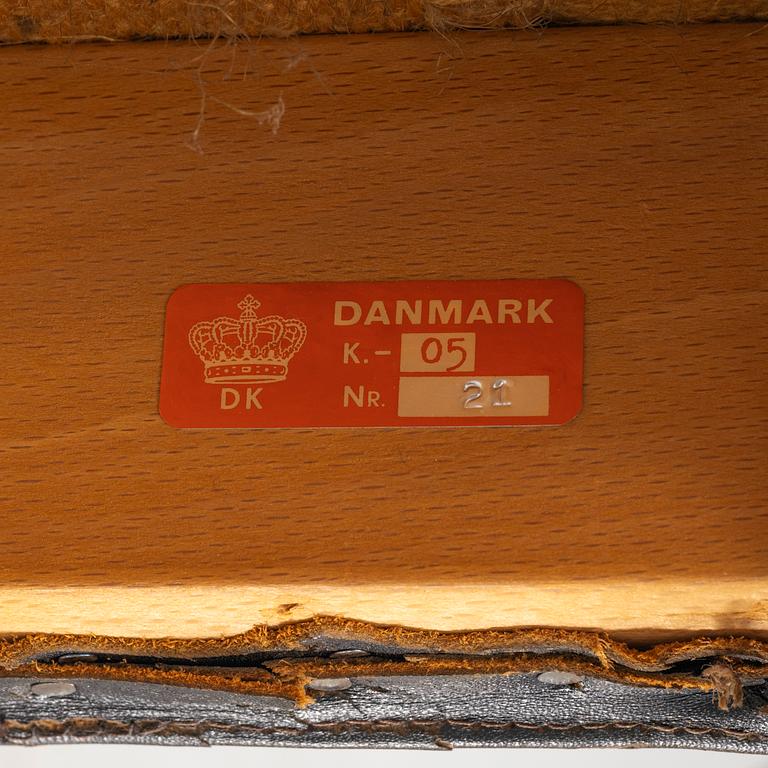 DANMARK
K.- 05
DK
NR. 21